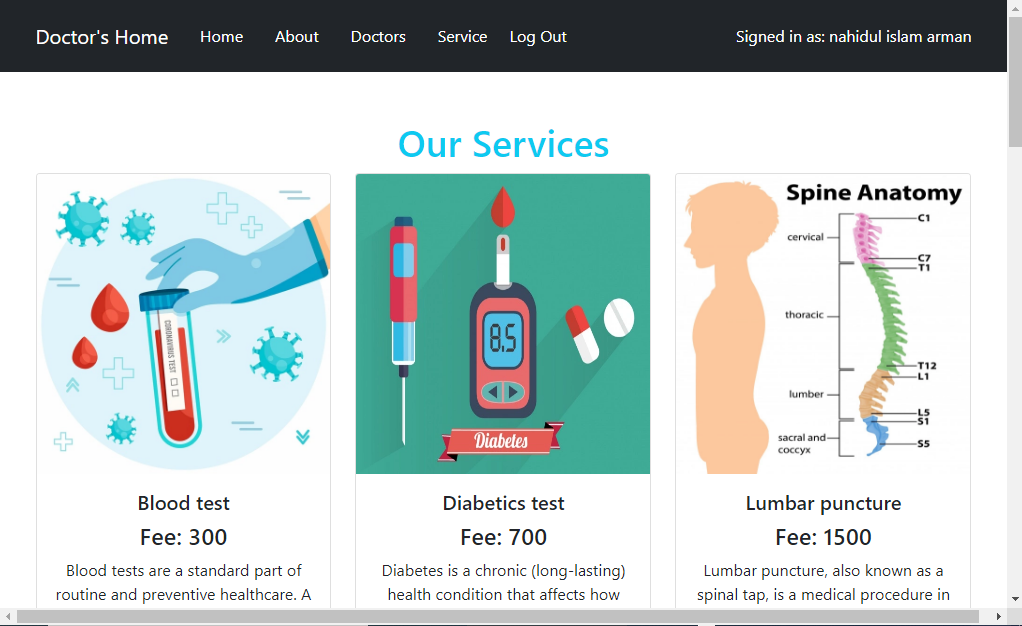 Doctor's Home Home About Doctors Service Log Out Signed in as: nahidul islam arman
Our Services
CORONAVIRUS TEST
Blood test
Fee: 300
Blood tests are a standard part of
routine and preventive healthcare. A
8.5
Diabetes
Diabetics test
Fee: 700
Diabetes is a chronic (long-lasting)
health condition that affects how
Spine Anatomy
C1
cervical
C7
T1
thoracic
T12
L1
lumber
L5
S1
sacral and
coccyx
S5
Lumbar puncture
Fee: 1500
Lumbar puncture, also known as a
spinal tap, is a medical procedure in